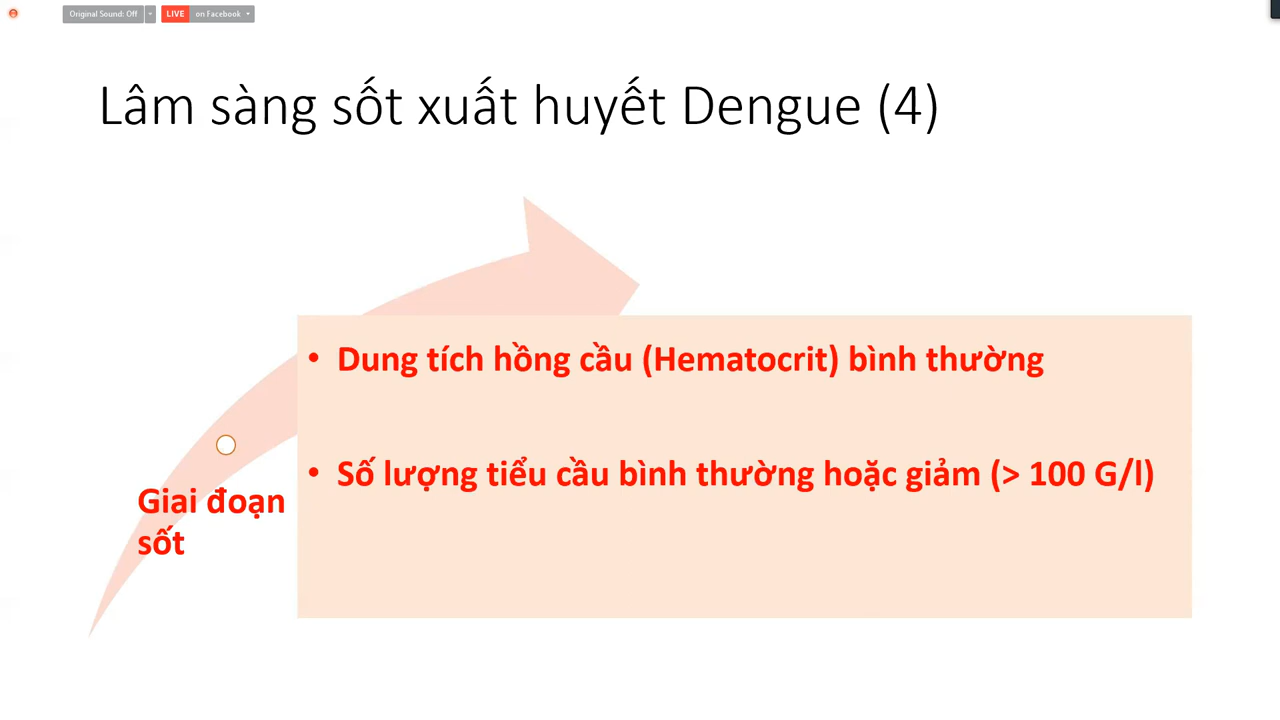 Original Sound: Off
LIVE on Facebook
Lâm sàng sốt xuất huyết Dengue (4)
• Dung tích hồng cầu (Hematocrit) bình thường
• Số lượng tiểu cầu bình thường hoặc giảm (> 100 G/l)
Giai đoạn
sốt